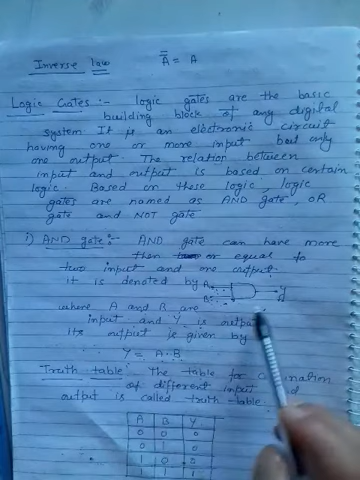 Inverse law A̿ = A
Logic Gates :- logic gates are the basic
building block of any digital
system It is an electronic circuit
having one or more input but only
one output. The relation between
input and output is based on certain
logic. Based on these logic, logic
gates are named as AND gate, OR
gate and NOT gate
i) AND gate :- AND gate can have more
than or equal to
two input and one output.
it is denoted by A
B
Y
where A and B are
input and Y is output
Its output is given by
Y = A·B
Truth table The table for
of different input
output is called truth table.
A B Y
0 0 0
0 1 0
1 0 0
1 1 1